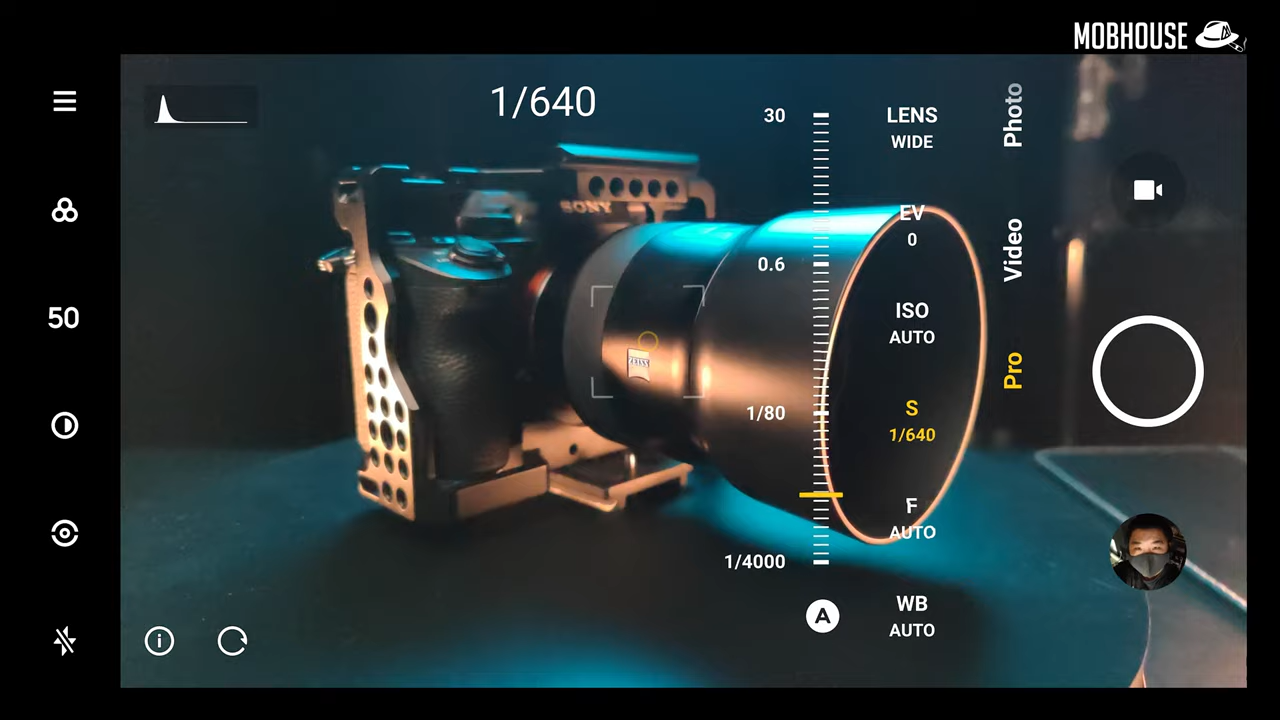 MOBHOUSE
1/640
30
0.6
1/80
1/4000
A
LENS
WIDE
EV
0
ISO
AUTO
S
1/640
F
AUTO
WB
AUTO
Photo
Video
Pro
50
i
SONY
ZEISS